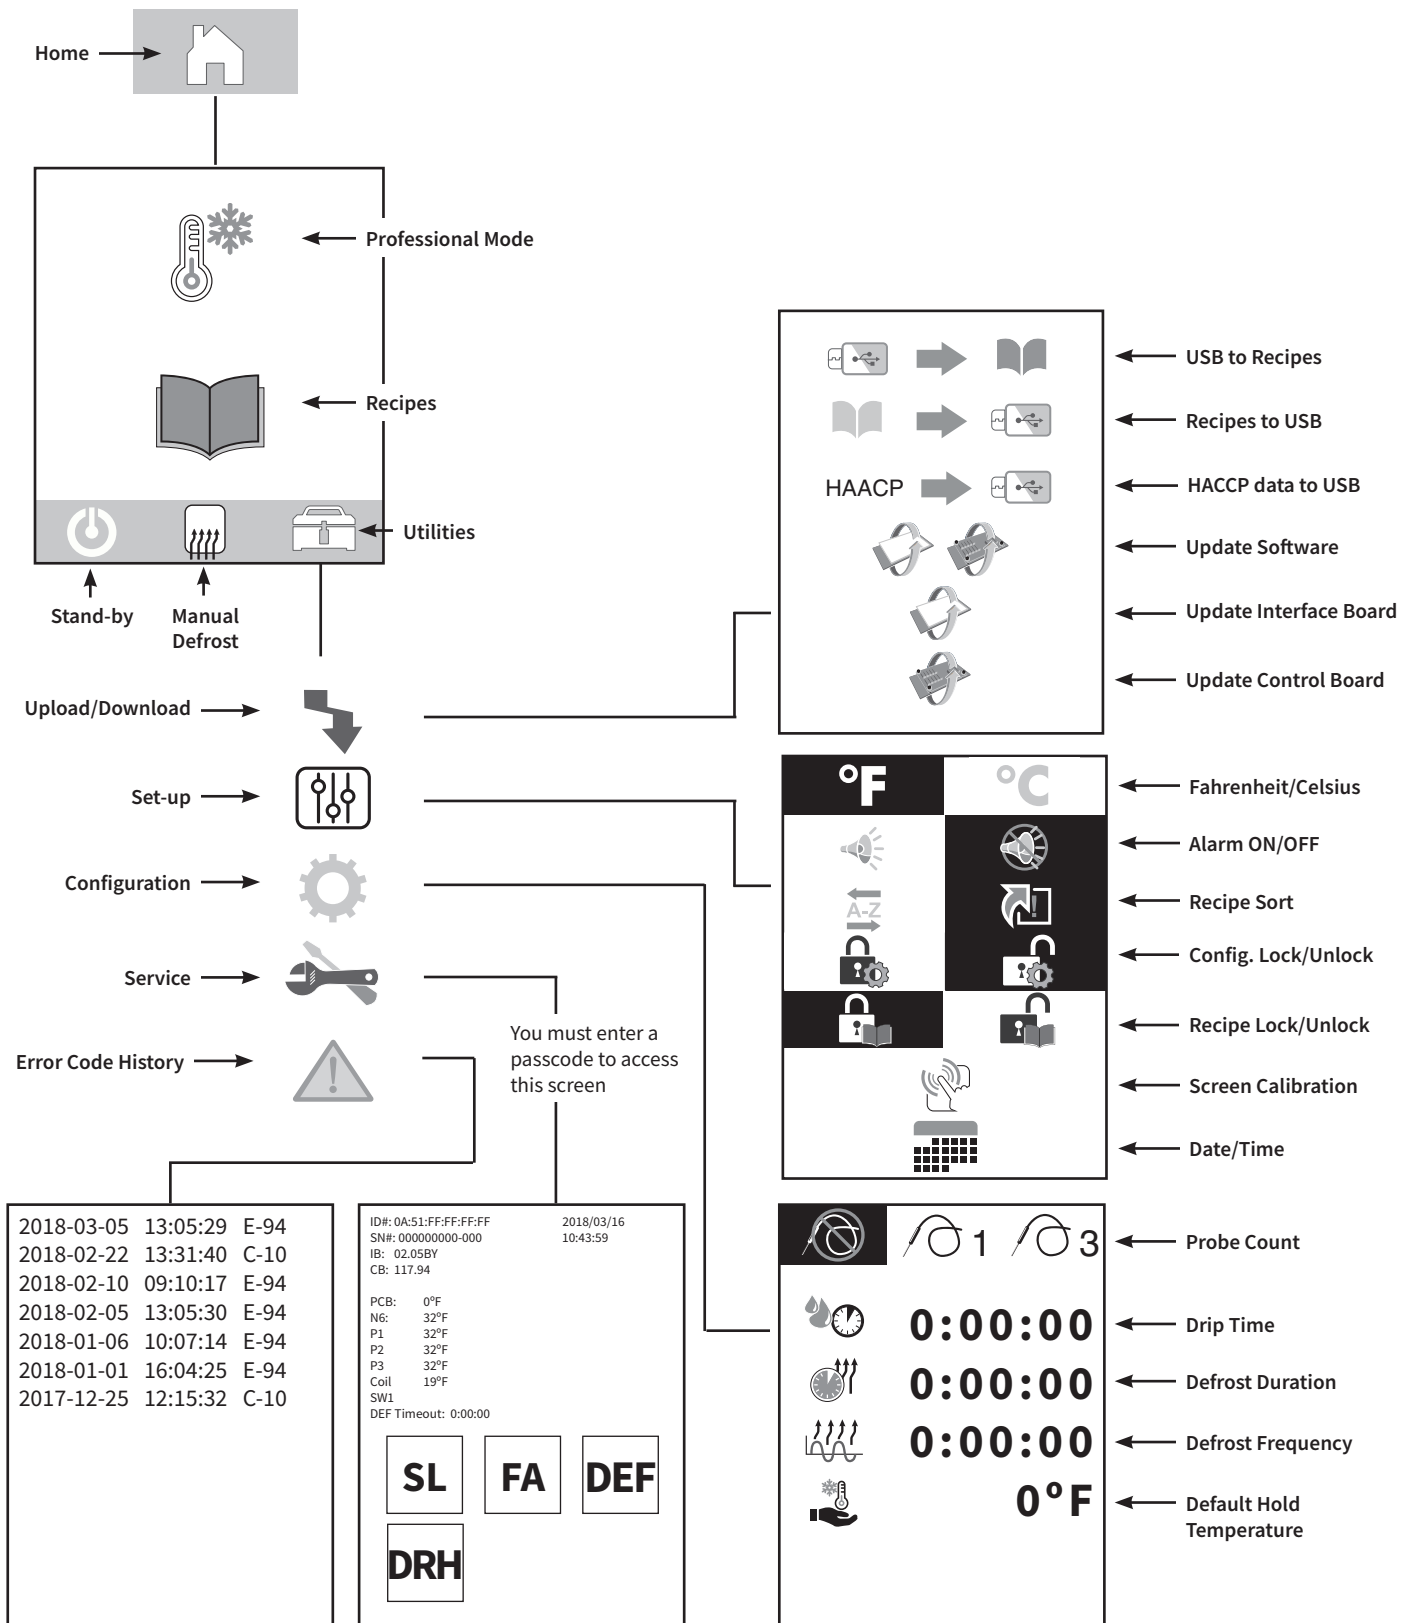 Home
Professional Mode
Recipes
Utilities
Stand-by
Manual
Defrost
Upload/Download
Set-up
Configuration
Service
Error Code History
You must enter a
passcode to access
this screen
USB to Recipes
Recipes to USB
HAACP
HACCP data to USB
Update Software
Update Interface Board
Update Control Board
°F °C
Fahrenheit/Celsius
Alarm ON/OFF
A-Z
!
Recipe Sort
Config. Lock/Unlock
Recipe Lock/Unlock
Screen Calibration
Date/Time
2018-03-05 13:05:29 E-94
2018-02-22 13:31:40 C-10
2018-02-10 09:10:17 E-94
2018-02-05 13:05:30 E-94
2018-01-06 10:07:14 E-94
2018-01-01 16:04:25 E-94
2017-12-25 12:15:32 C-10
ID#: 0A:51:FF:FF:FF:FF 2018/03/16
SN#: 000000000-000 10:43:59
IB: 02.05BY
CB: 117.94
PCB: 0°F
N6: 32°F
P1 32°F
P2 32°F
P3 32°F
Coil 19°F
SW1
DEF Timeout: 0:00:00
SL FA DEF
DRH
1 3
Probe Count
0:00:00
Drip Time
0:00:00
Defrost Duration
0:00:00
Defrost Frequency
0°F
Default Hold
Temperature